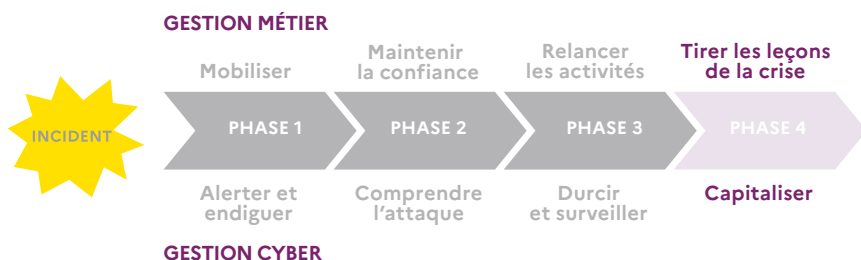 GESTION MÉTIER
Mobiliser
Maintenir
la confiance
Relancer
les activités
Tirer les leçons
de la crise
INCIDENT
PHASE 1
PHASE 2
PHASE 3
PHASE 4
Alerter et
endiguer
Comprendre
l'attaque
Durcir
et surveiller
Capitaliser
GESTION CYBER